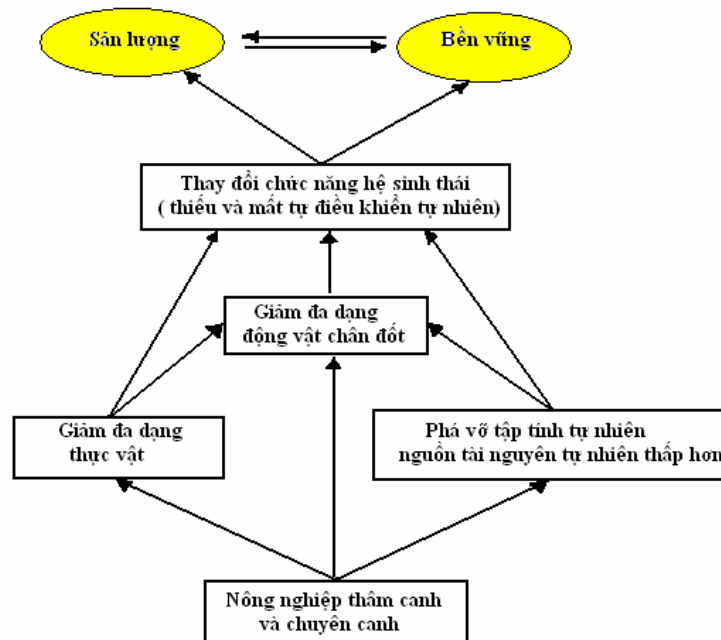 Sản lượng
Bền vững
Thay đổi chức năng hệ sinh thái
( thiếu và mất tự điều khiển tự nhiên)
Giảm đa dạng
động vật chân đốt
Giảm đa dạng
thực vật
Phá vỡ tập tính tự nhiên
nguồn tài nguyên tự nhiên thấp hơn
Nông nghiệp thâm canh
và chuyên canh